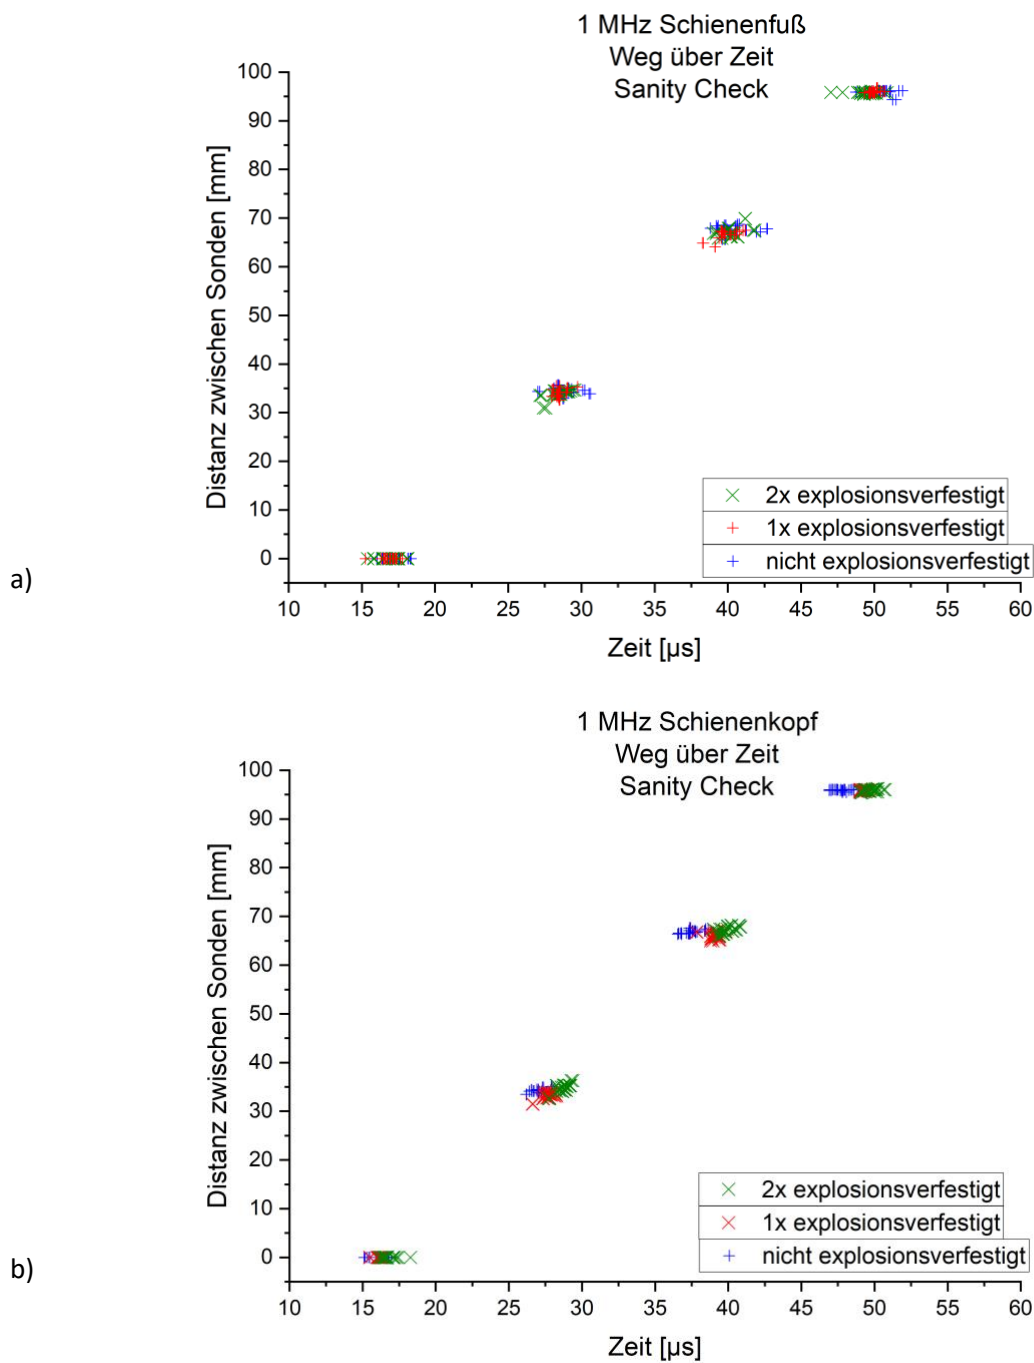 1 MHz Schienenfuß
Weg über Zeit
Sanity Check
Distanz zwischen Sonden [mm]
100
90
80
70
60
50
40
30
20
10
0
2x explosionsverfestigt
1x explosionsverfestigt
nicht explosionsverfestigt
a)
10 15 20 25 30 35 40 45 50 55 60
Zeit [µs]
1 MHz Schienenkopf
Weg über Zeit
Sanity Check
Distanz zwischen Sonden [mm]
100
90
80
70
60
50
40
30
20
10
0
2x explosionsverfestigt
1x explosionsverfestigt
nicht explosionsverfestigt
b)
10 15 20 25 30 35 40 45 50 55 60
Zeit [µs]